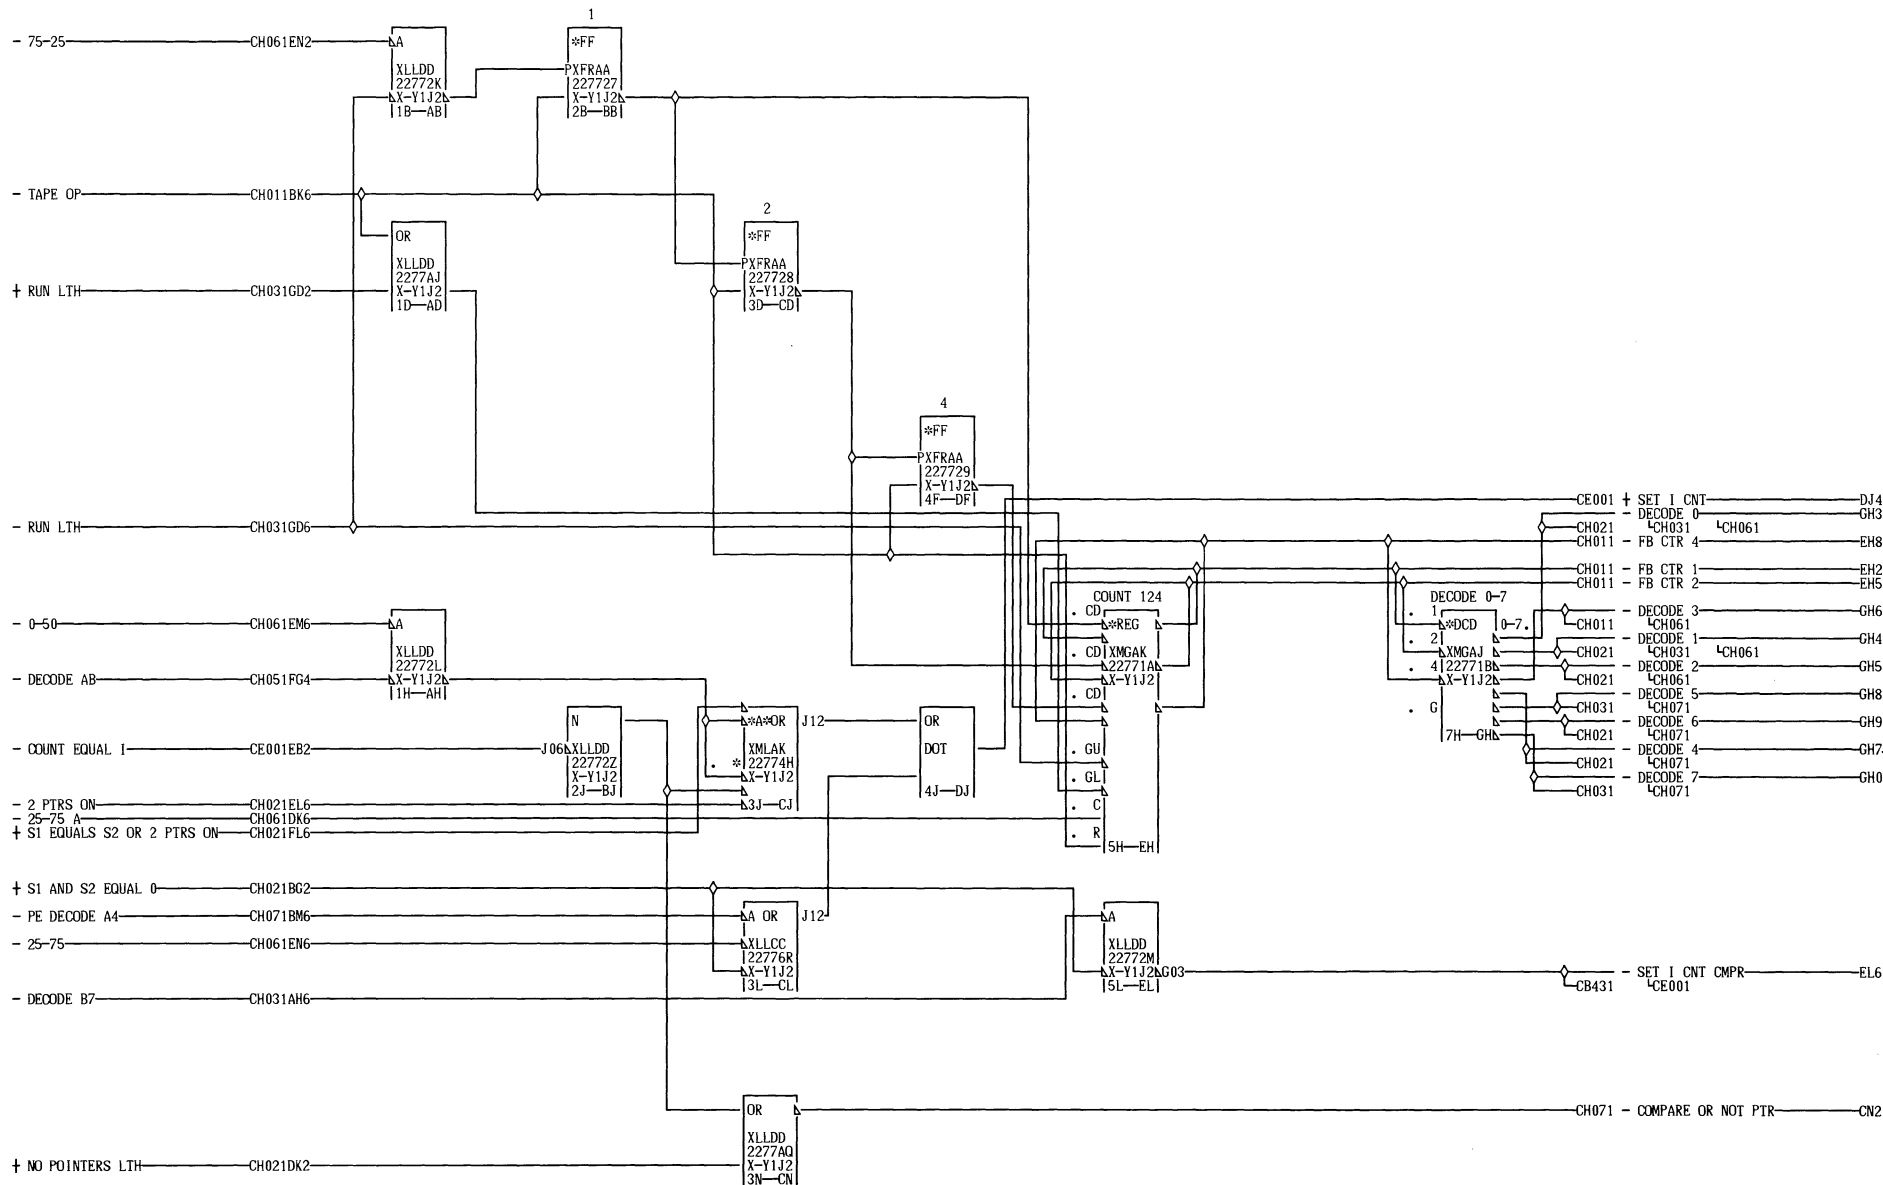 1
- 75-25 CH061EN2 A *FF
XLLDD PXFRAA
22772K 227727
X-Y1J2 X-Y1J2
1B—AB 2B—BB
- TAPE OP CH011BK6
2
OR *FF
XLLDD PXFRAA
2277AJ 227728
+ RUN LTH CH031GD2 X-Y1J2 X-Y1J2
1D—AD 3D—CD
4
*FF
PXFRAA
227729
X-Y1J2
4F—DF
CE001 + SET I CNT DJ4
- DECODE 0 GH3
- RUN LTH CH031GD6 CH021 CH031 CH061
CH011 - FB CTR 4 EH8
CH011 - FB CTR 1 EH2
CH011 - FB CTR 2 EH5
COUNT 124 DECODE 0-7
. CD . 1 - DECODE 3 GH6
- 0-50 CH061EM6 A *REG *DCD 0-7. CH011 CH061
. 2 - DECODE 1 GH4
XLLDD . CD XMGAK XMGAJ CH021 CH031 CH061
22772L 22771A . 4 22771B - DECODE 2 GH5
- DECODE AB CH051FG4 X-Y1J2 X-Y1J2 X-Y1J2 CH021 CH061
1H—AH . CD - DECODE 5 GH8
. G CH031 CH071
N *A*OR J12 OR - DECODE 6 GH9
7H—GH CH021 CH071
- COUNT EQUAL I CE001EB2 J06 XLLDD XMLAK DOT . GU - DECODE 4 GH7
22772Z . * 22774H CH021 CH071
X-Y1J2 X-Y1J2 . GL - DECODE 7 GH0
2J—BJ 4J—DJ CH031 CH071
- 2 PTRS ON CH021EL6 3J—CJ . C
- 25-75 A CH061DK6
+ S1 EQUALS S2 OR 2 PTRS ON CH021FL6 . R
5H—EH
+ S1 AND S2 EQUAL 0 CH021BG2
- PE DECODE A4 CH071BM6 A OR J12 A
- 25-75 CH061EN6 XLLCC XLLDD
22776R 22772M
X-Y1J2 X-Y1J2 G03 - SET I CNT CMPR EL6
3L—CL 5L—EL CB431 CE001
- DECODE B7 CH031AH6
OR CH071 - COMPARE OR NOT PTR CN2
XLLDD
2277AQ
+ NO POINTERS LTH CH021DK2 X-Y1J2
3N—CN